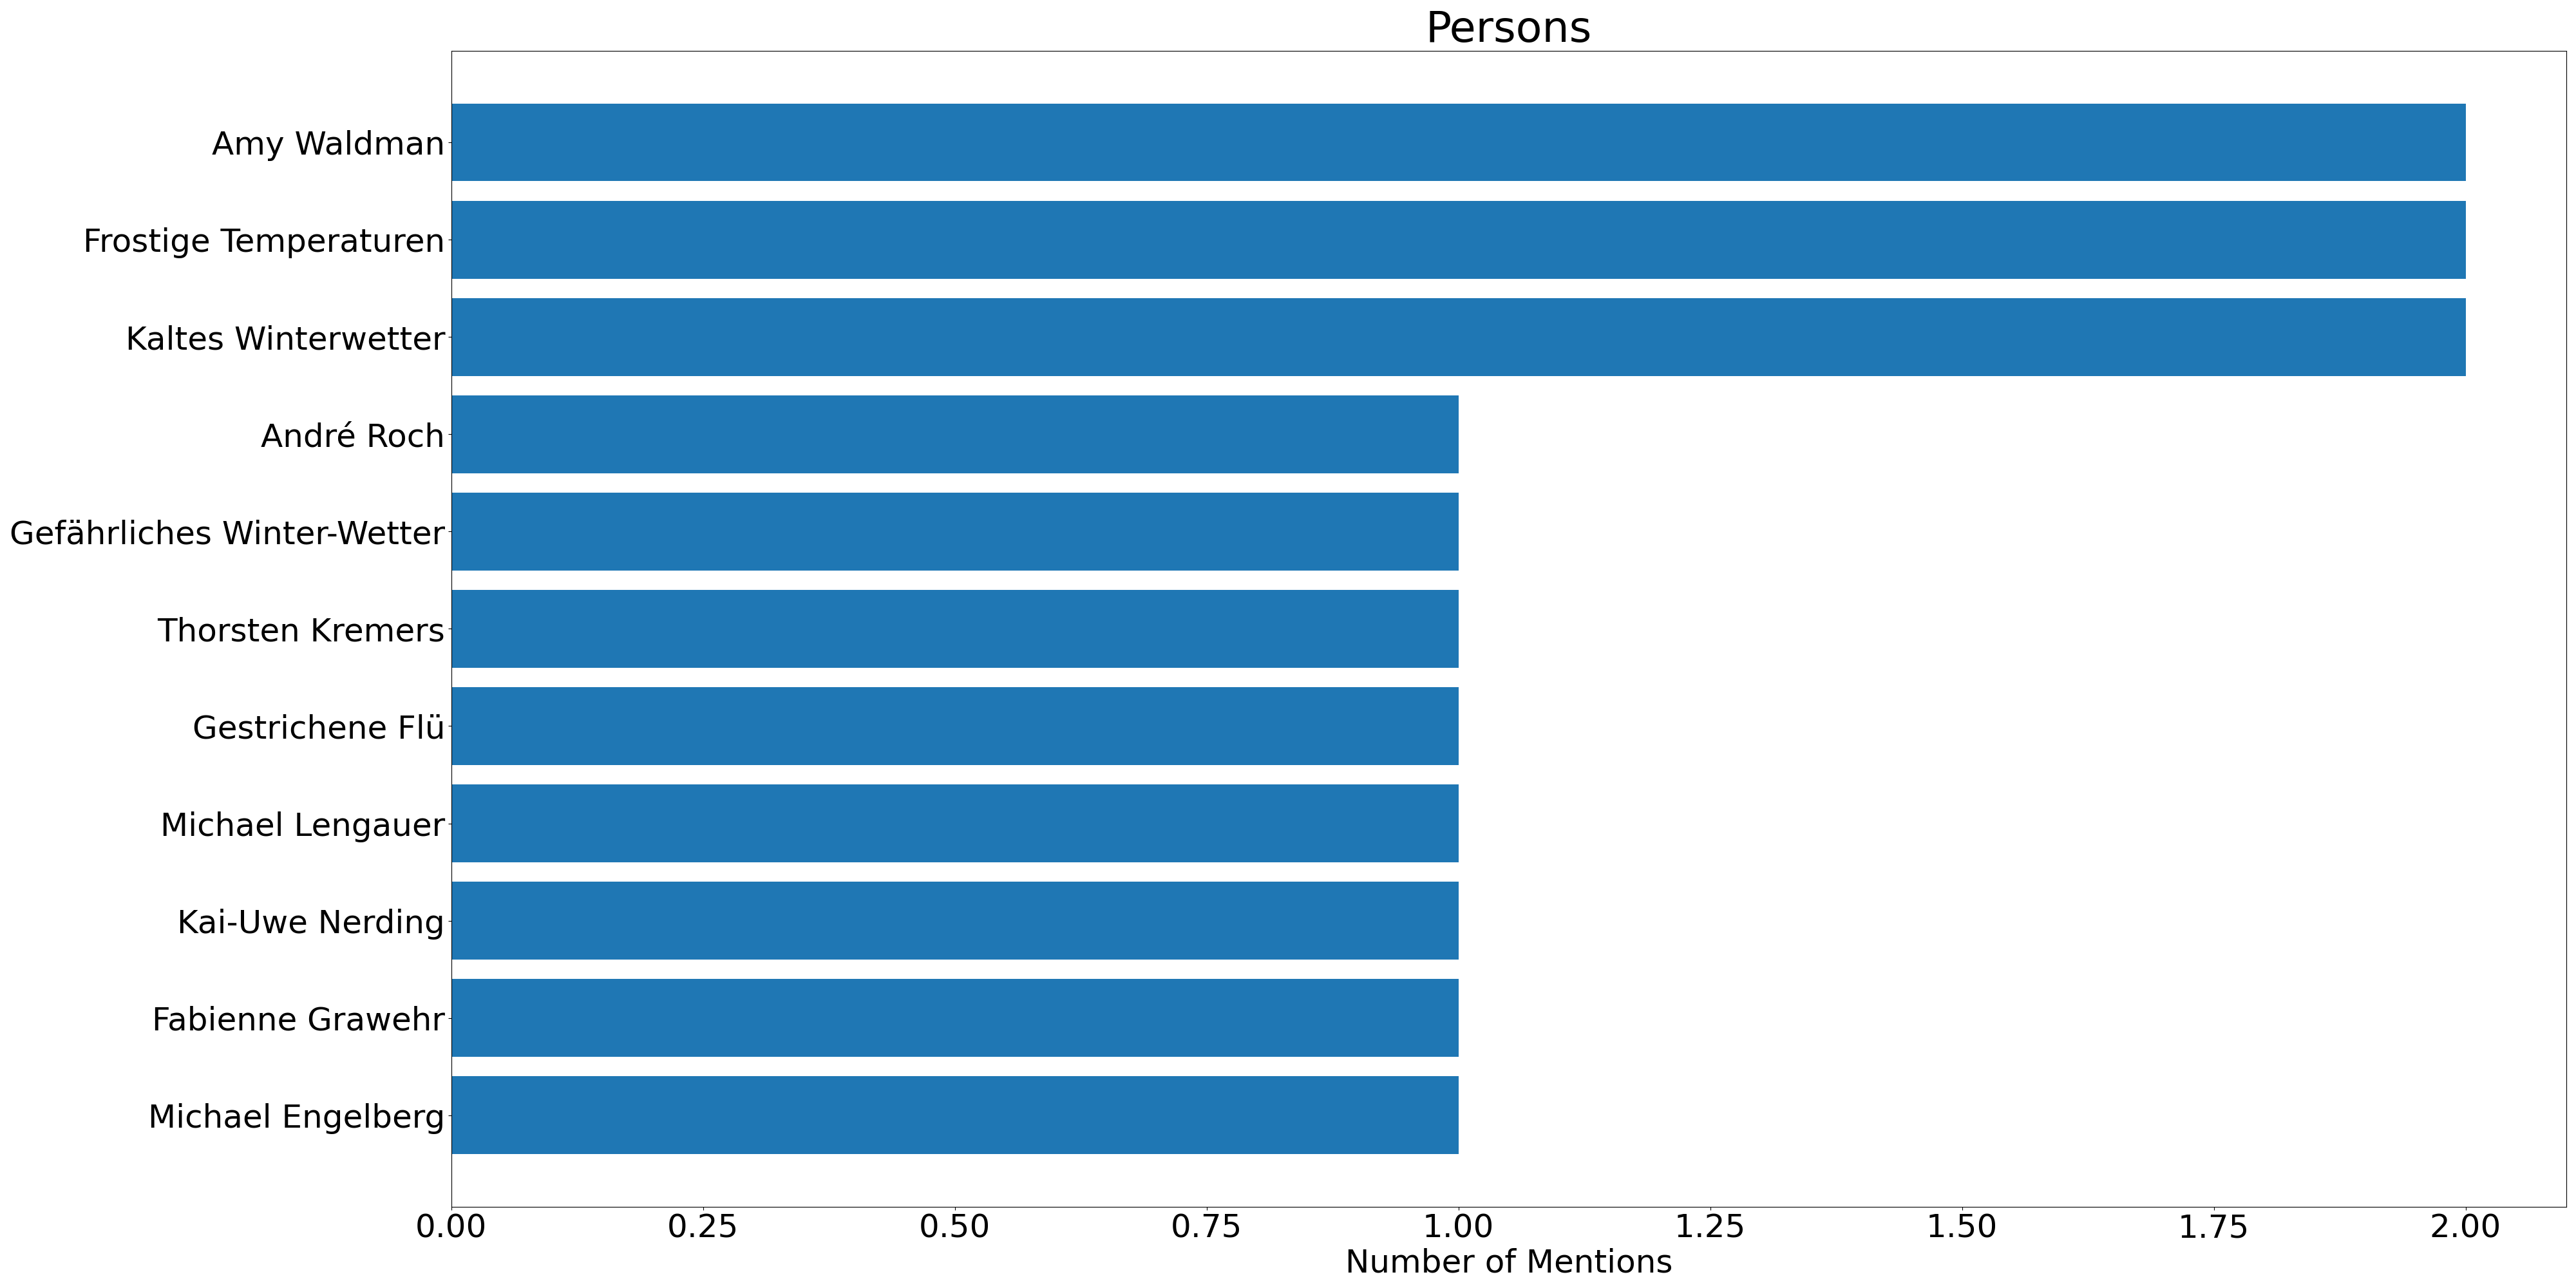 Persons
Amy Waldman
Frostige Temperaturen
Kaltes Winterwetter
André Roch
Gefährliches Winter-Wetter
Thorsten Kremers
Gestrichene Flü
Michael Lengauer
Kai-Uwe Nerding
Fabienne Grawehr
Michael Engelberg
0.00 0.25 0.50 0.75 1.00 1.25 1.50 1.75 2.00
Number of Mentions